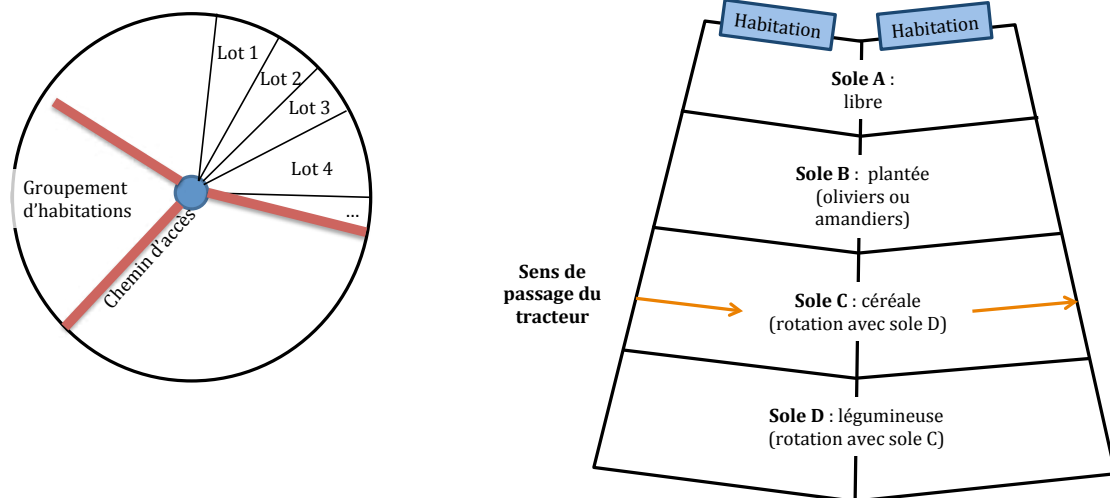 Lot 1
Lot 2
Lot 3
Lot 4
...
Groupement
d'habitations
Chemin d'accès
Habitation
Habitation
Sole A :
libre
Sole B : plantée
(oliviers ou
amandiers)
Sens de
passage du
tracteur
Sole C : céréale
(rotation avec sole D)
Sole D : légumineuse
(rotation avec sole C)